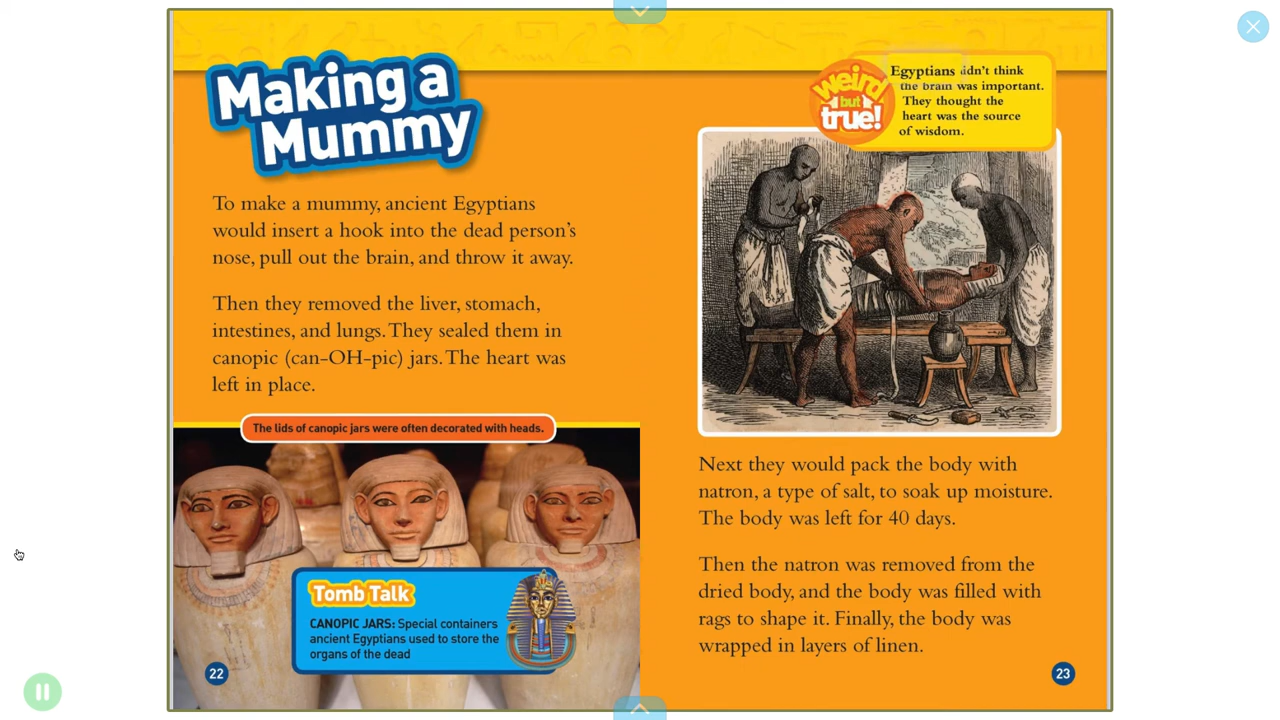 Making a
Mummy
To make a mummy, ancient Egyptians
would insert a hook into the dead person's
nose, pull out the brain, and throw it away.
Then they removed the liver, stomach,
intestines, and lungs. They sealed them in
canopic (can-OH-pic) jars. The heart was
left in place.
The lids of canopic jars were often decorated with heads.
Tomb Talk
CANOPIC JARS: Special containers
ancient Egyptians used to store the
organs of the dead
22
Weird
but
true!
Egyptians didn't think
the brain was important.
They thought the
heart was the source
of wisdom.
Next they would pack the body with
natron, a type of salt, to soak up moisture.
The body was left for 40 days.
Then the natron was removed from the
dried body, and the body was filled with
rags to shape it. Finally, the body was
wrapped in layers of linen.
23